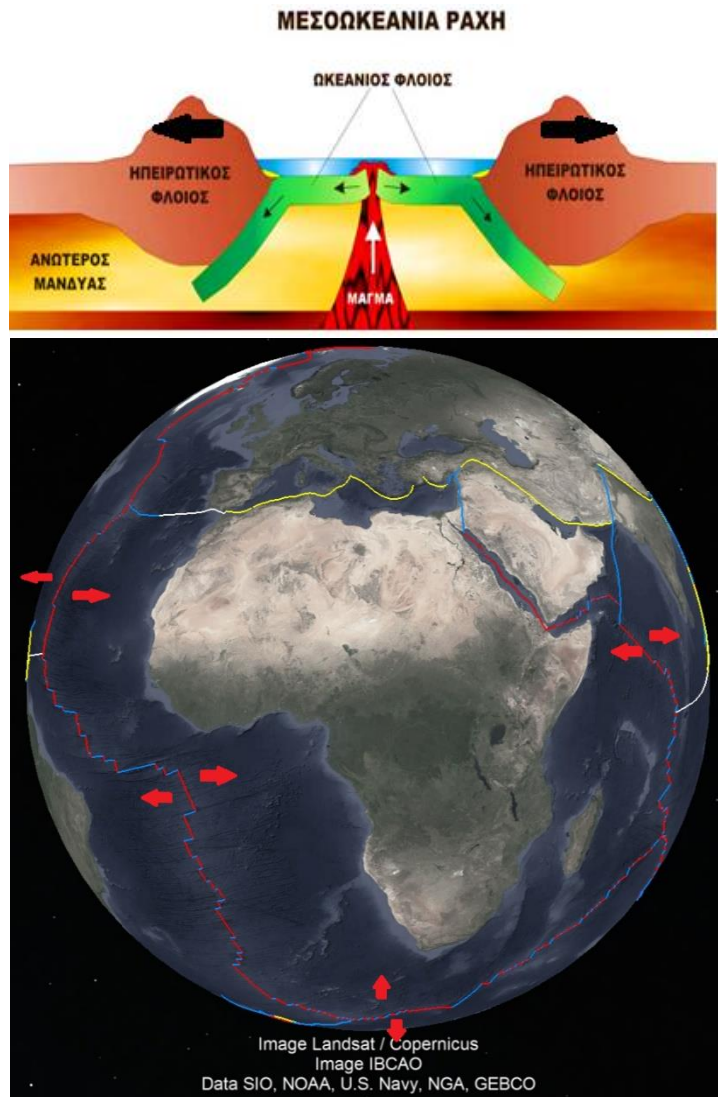 ΜΕΣΟΩΚΕΑΝΙΑ ΡΑΧΗ
ΩΚΕΑΝΙΟΣ ΦΛΟΙΟΣ
ΗΠΕΙΡΩΤΙΚΟΣ
ΦΛΟΙΟΣ
ΗΠΕΙΡΩΤΙΚΟΣ
ΦΛΟΙΟΣ
ΑΝΩΤΕΡΟΣ
ΜΑΝΔΥΑΣ
ΜΑΓΜΑ
Image Landsat / Copernicus
Image IBCAO
Data SIO, NOAA, U.S. Navy, NGA, GEBCO